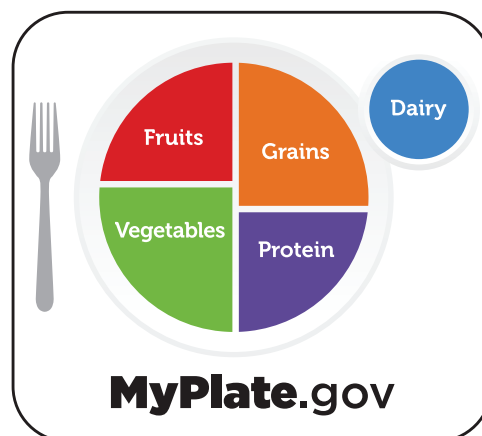 Fruits
Grains
Dairy
Vegetables
Protein
MyPlate.gov